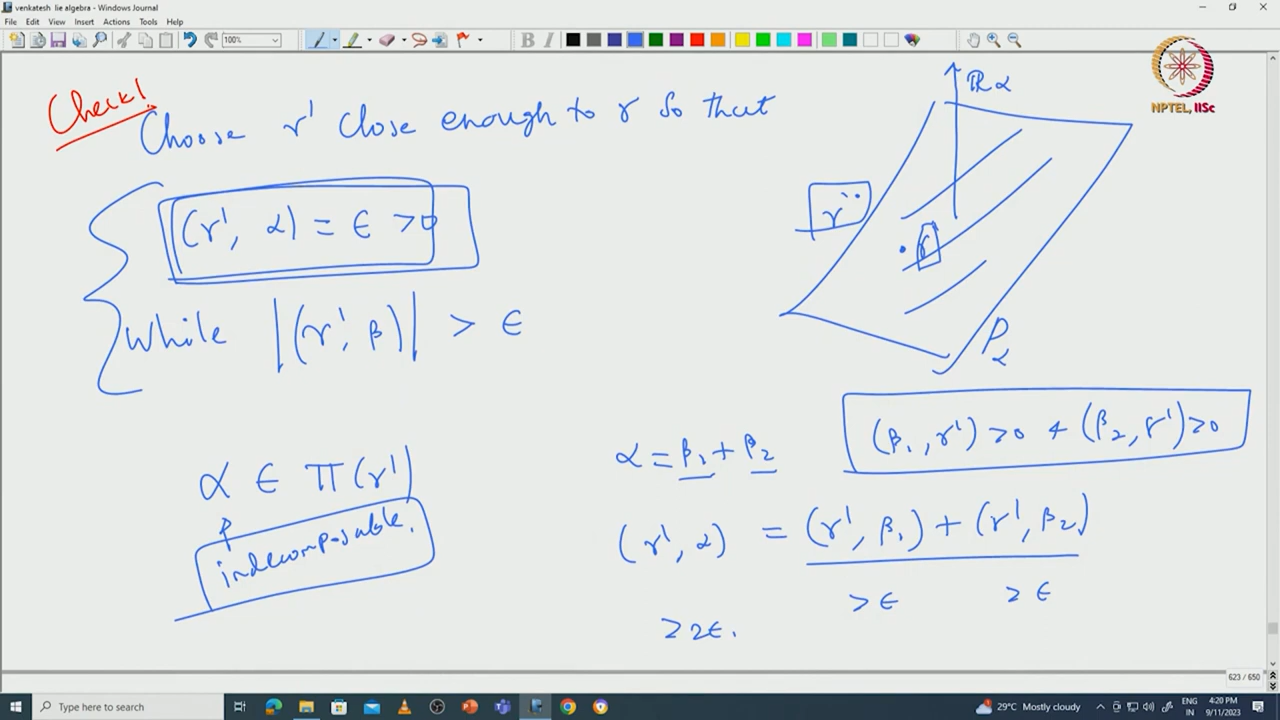 venkatesh lie algebra - Windows Journal
File Edit View Insert Actions Tools Help
100%
B I
NPTEL, IISc
Check!
Choose γ' close enough to γ so that
(γ', α) = ε > 0
While |(γ', β)| > ε
ℝα
γ'
γ
P_α
α ∈ Π(γ')
indecomposable.
α = β₁ + β₂
(β₁, γ') > 0 & (β₂, γ') > 0
(γ', α) = (γ', β₁) + (γ', β₂)
> ε > ε
> 2ε.
623 / 650
Type here to search
29°C Mostly cloudy
ENG
IN
4:20 PM
9/11/2023